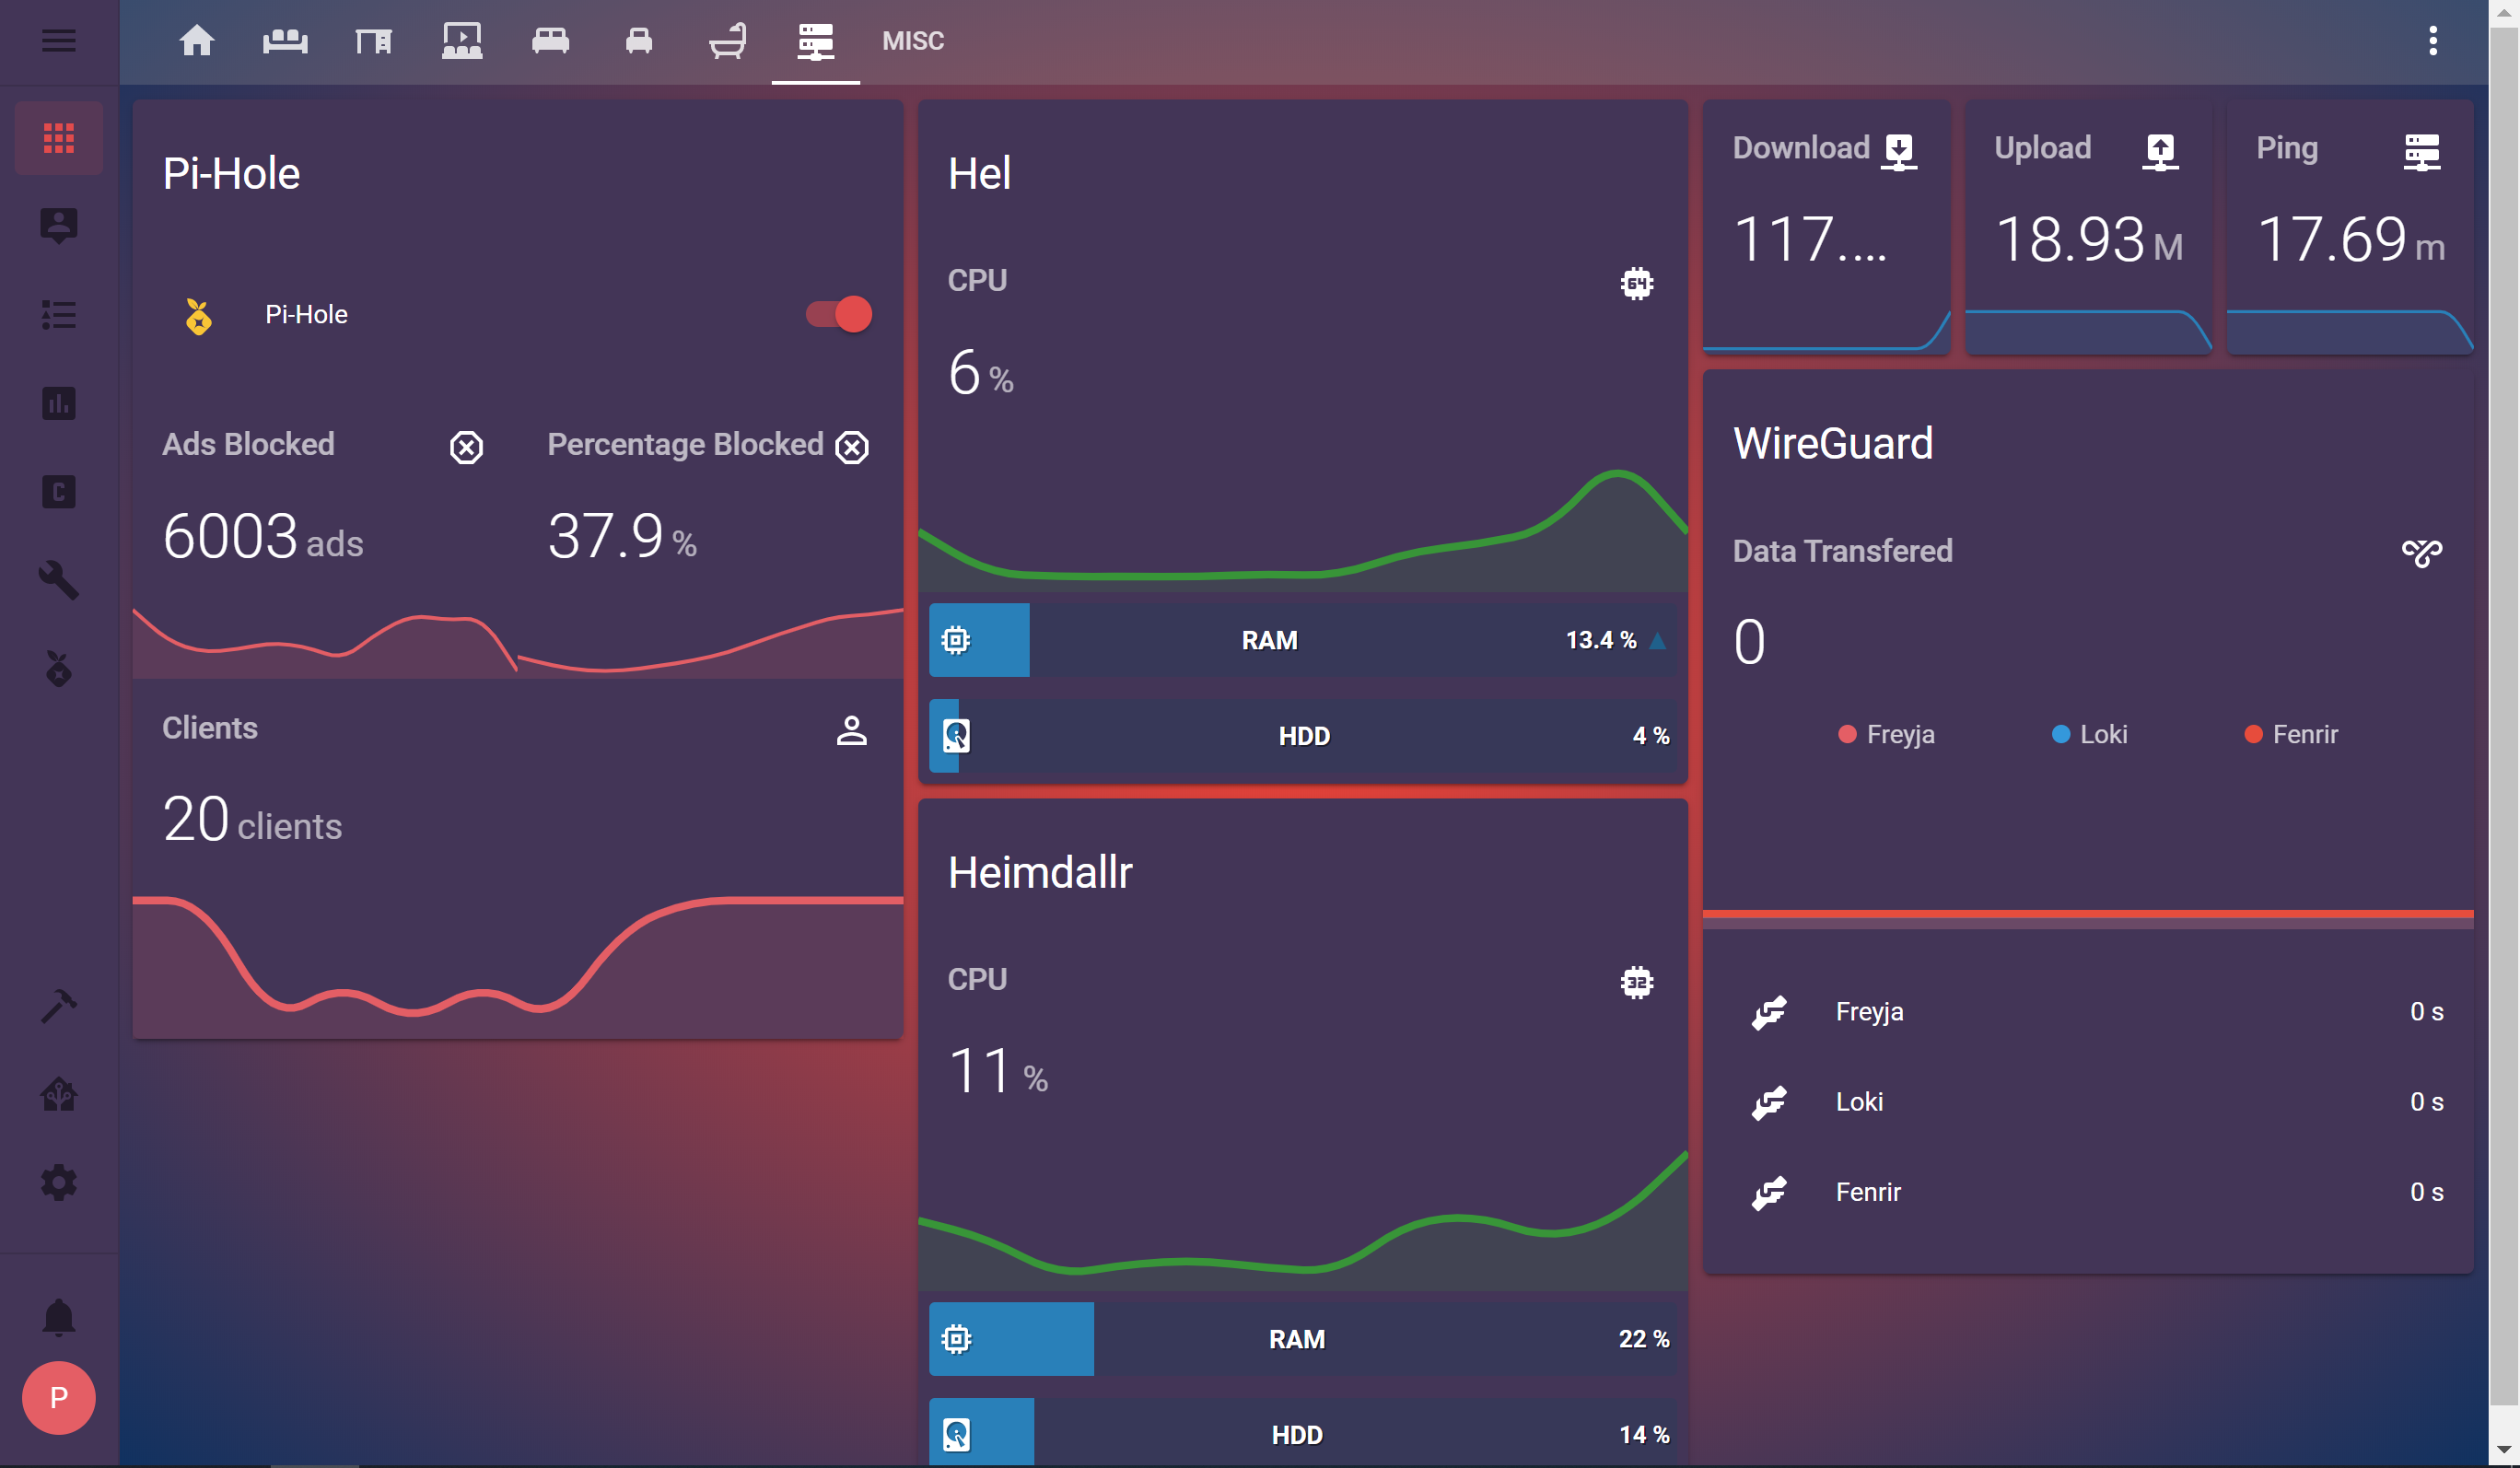 MISC
Pi-Hole
Pi-Hole
Ads Blocked
6003 ads
Percentage Blocked
37.9 %
Clients
20 clients
Hel
CPU
64
6 %
RAM 13.4 %
HDD 4 %
Heimdallr
CPU
32
11 %
RAM 22 %
HDD 14 %
Download
117....
Upload
18.93 M
Ping
17.69 m
WireGuard
Data Transfered
0
Freyja Loki Fenrir
Freyja 0 s
Loki 0 s
Fenrir 0 s
C
P